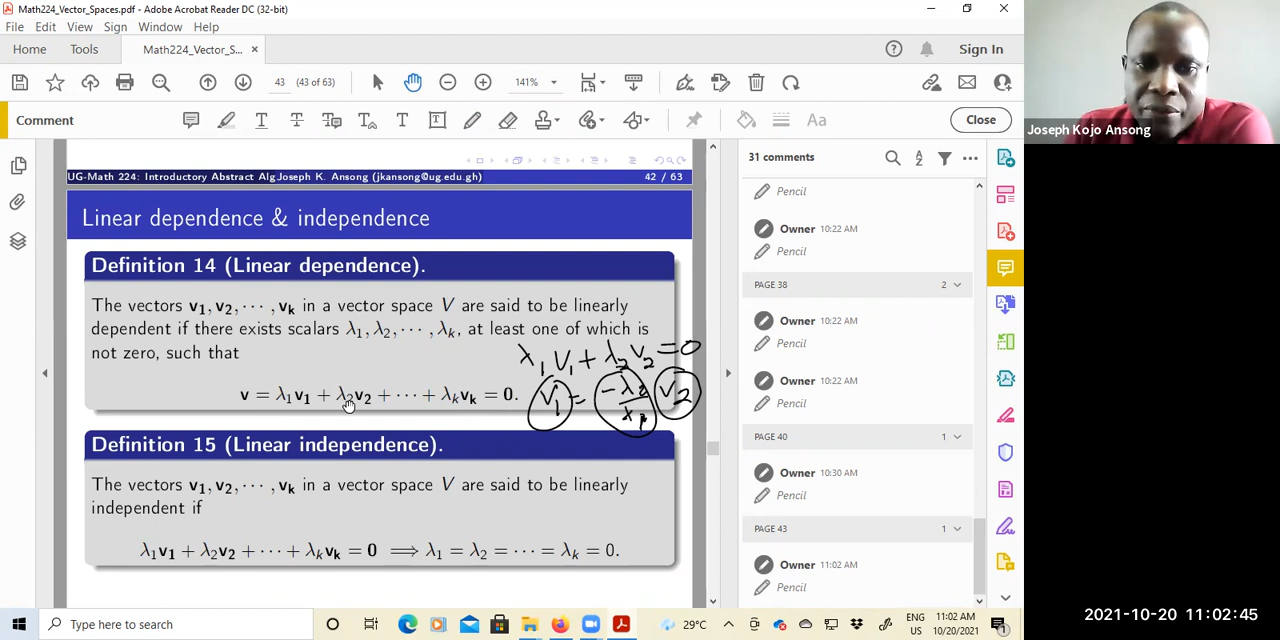 Math224_Vector_Spaces.pdf - Adobe Acrobat Reader DC (32-bit)
File Edit View Sign Window Help
Home Tools Math224_Vector_S... × Sign In
43 (43 of 63) 141%
Comment Aa Close
Joseph Kojo Ansong
31 comments
UG-Math 224: Introductory Abstract Alg Joseph K. Ansong (jkansong@ug.edu.gh) 42 / 63
Linear dependence & independence
Definition 14 (Linear dependence).
The vectors v₁, v₂, ⋯ , vₖ in a vector space V are said to be linearly
dependent if there exists scalars λ₁, λ₂, ⋯ , λₖ, at least one of which is
not zero, such that
λ₁v₁ + λ₂v₂ = 0
v = λ₁v₁ + λ₂v₂ + ⋯ + λₖvₖ = 0.
v₁ = -λ₂/λ₁ v₂
Definition 15 (Linear independence).
The vectors v₁, v₂, ⋯ , vₖ in a vector space V are said to be linearly
independent if
λ₁v₁ + λ₂v₂ + ⋯ + λₖvₖ = 0 ⟹ λ₁ = λ₂ = ⋯ = λₖ = 0.
Pencil
Owner 10:22 AM
Pencil
PAGE 38 2
Owner 10:22 AM
Pencil
Owner 10:22 AM
Pencil
PAGE 40 1
Owner 10:30 AM
Pencil
PAGE 43 1
Owner 11:02 AM
Pencil
2021-10-20 11:02:45
Type here to search
29°C
ENG
US
11:02 AM
10/20/2021
1